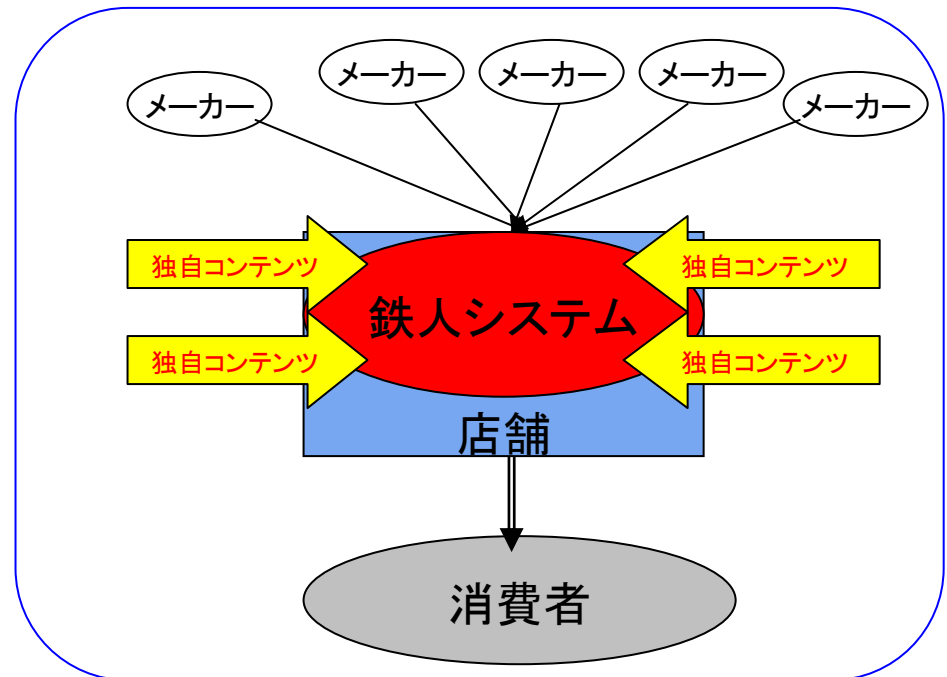 メーカー
メーカー
メーカー
メーカー
メーカー
独自コンテンツ
独自コンテンツ
鉄人システム
独自コンテンツ
独自コンテンツ
店舗
消費者